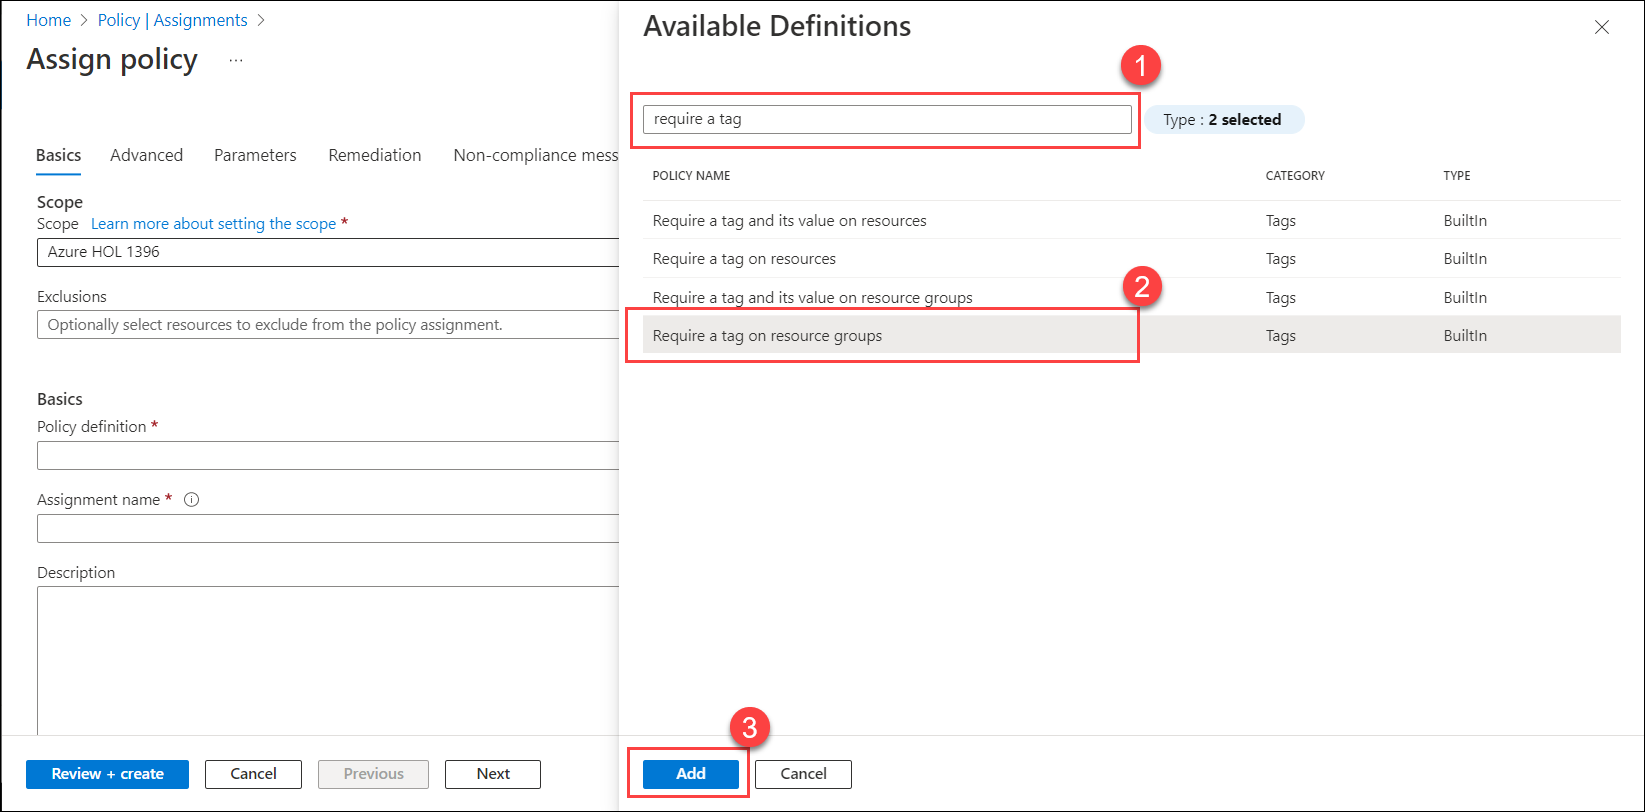 Home > Policy | Assignments >
Assign policy ...
Basics Advanced Parameters Remediation Non-compliance mess
Scope
Scope Learn more about setting the scope *
Azure HOL 1396
Exclusions
Optionally select resources to exclude from the policy assignment.
Basics
Policy definition *
Assignment name *
Description
Review + create Cancel Previous Next
Available Definitions
1
require a tag
Type : 2 selected
POLICY NAME CATEGORY TYPE
Require a tag and its value on resources Tags BuiltIn
Require a tag on resources Tags BuiltIn
2
Require a tag and its value on resource groups Tags BuiltIn
Require a tag on resource groups Tags BuiltIn
3
Add Cancel